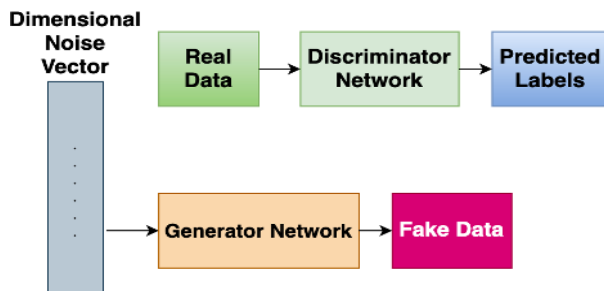 Dimensional
Noise
Vector
Real
Data
Discriminator
Network
Predicted
Labels
Generator Network
Fake Data